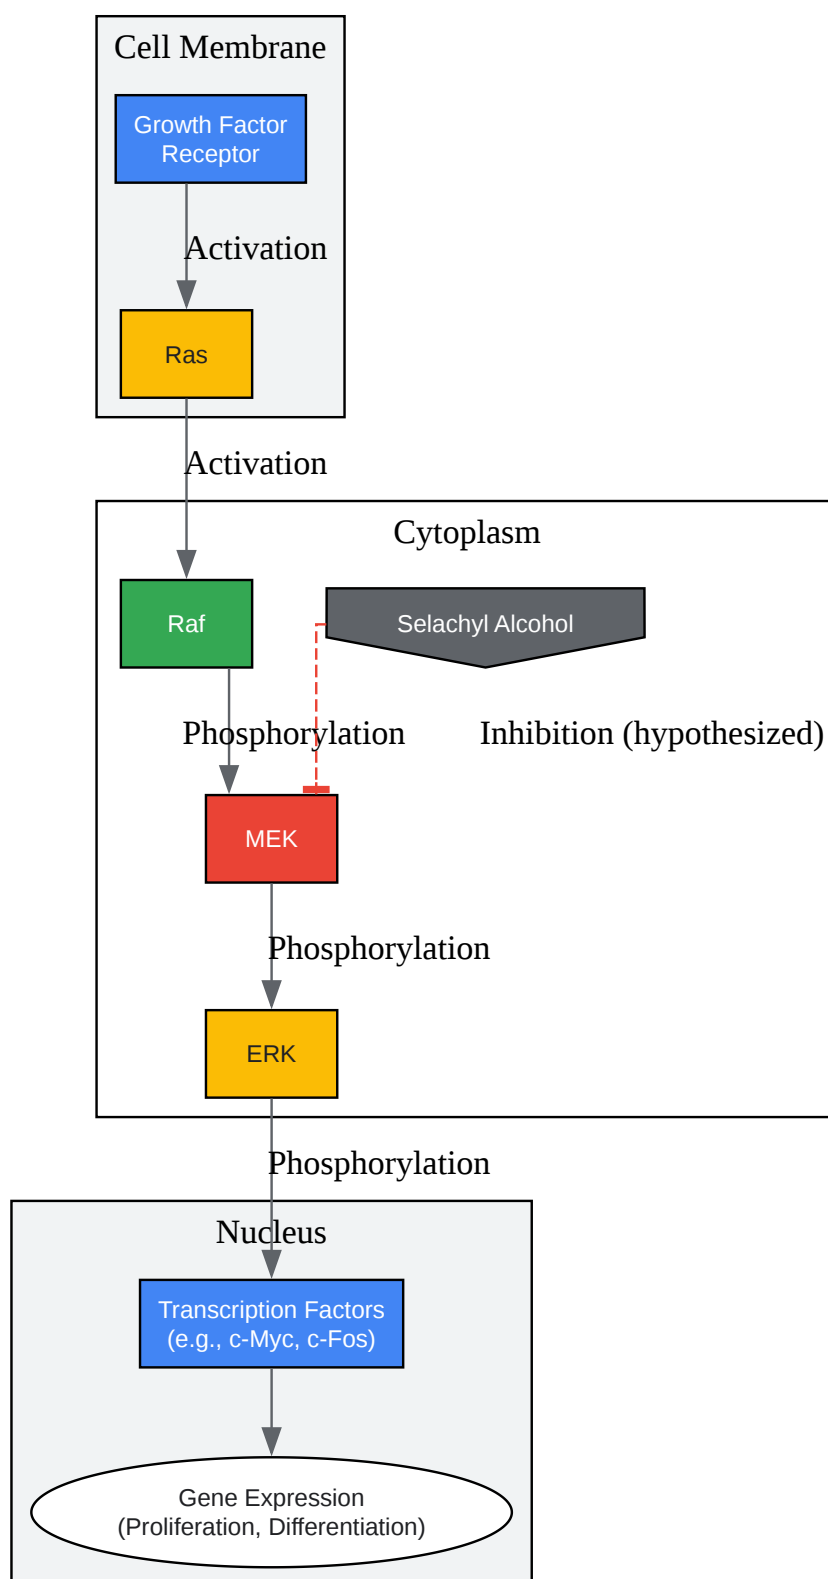 Cell Membrane
Growth Factor
Receptor
Activation
Ras
Activation
Cytoplasm
Raf
Selachyl Alcohol
Phosphorylation
Inhibition (hypothesized)
MEK
Phosphorylation
ERK
Phosphorylation
Nucleus
Transcription Factors
(e.g., c-Myc, c-Fos)
Gene Expression
(Proliferation, Differentiation)